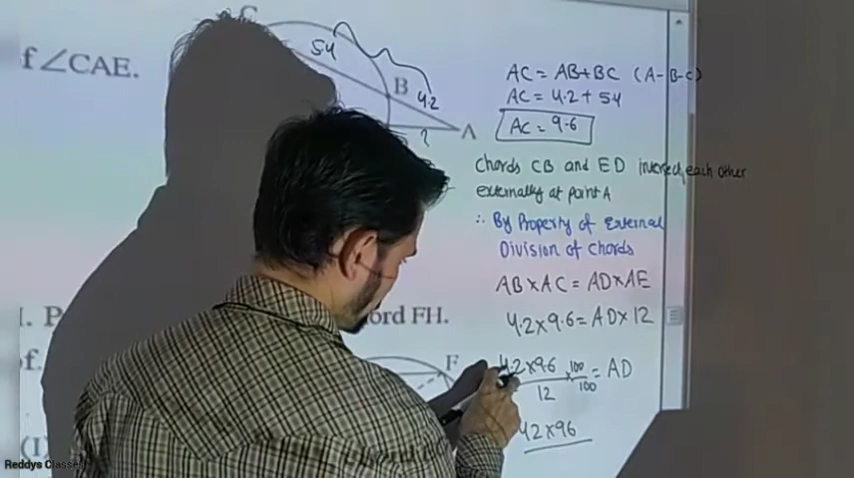 C
f ∠CAE.
54
B
4.2
A
?
AC = AB+BC (A-B-C)
AC = 4.2 + 54
AC = 9.6
Chords CB and ED intersect each other
externally at point A
∴ By Property of External
Division of Chords
AB×AC = AD×AE
4.2×9.6 = AD×12
4.2×9.6/12 × 100/100 = AD
42×96
ord FH.
F
Reddys Classes